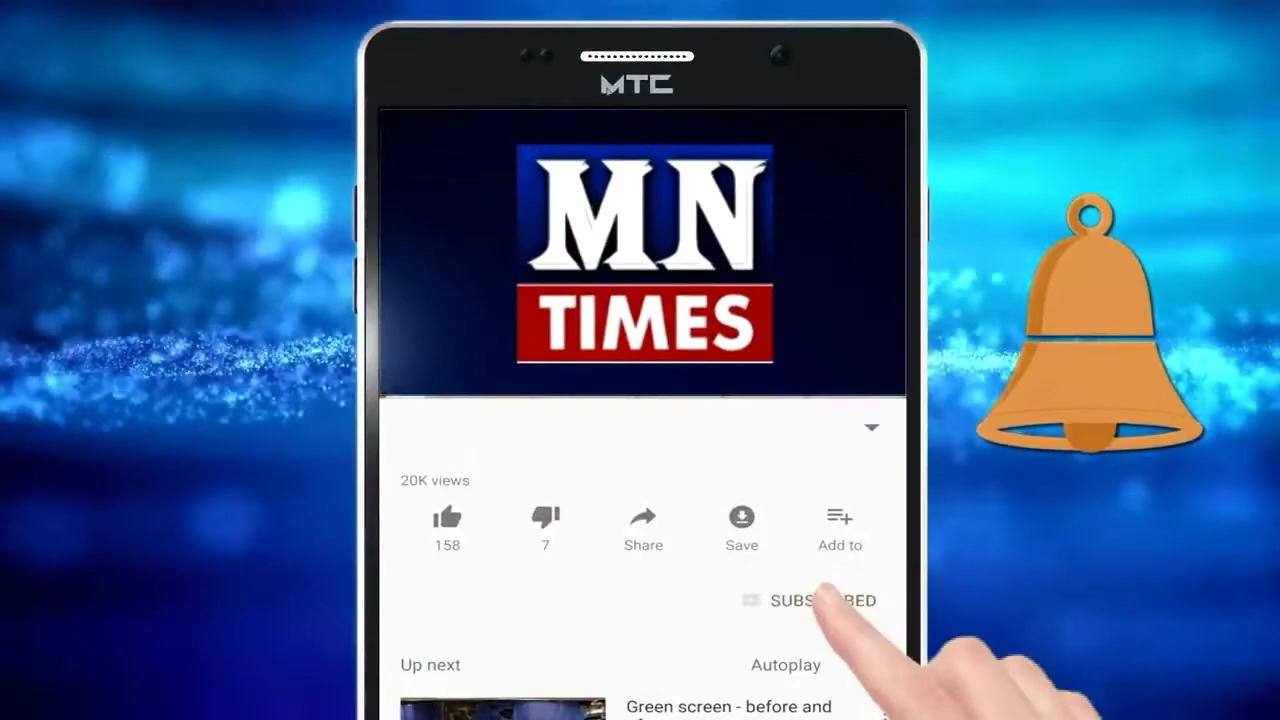 MTC
MN
TIMES
20K views
158
7
Share
Save
Add to
Up next
Autoplay
Green screen - before and